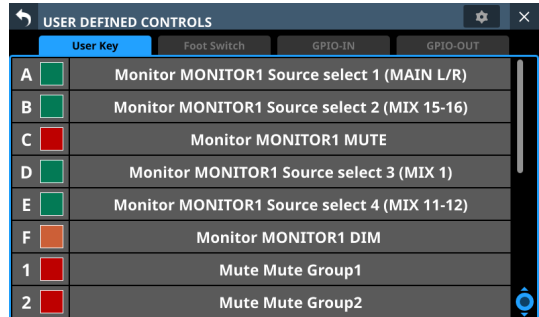 USER DEFINED CONTROLS
User Key Foot Switch GPIO-IN GPIO-OUT
A Monitor MONITOR1 Source select 1 (MAIN L/R)
B Monitor MONITOR1 Source select 2 (MIX 15-16)
C Monitor MONITOR1 MUTE
D Monitor MONITOR1 Source select 3 (MIX 1)
E Monitor MONITOR1 Source select 4 (MIX 11-12)
F Monitor MONITOR1 DIM
1 Mute Mute Group1
2 Mute Mute Group2